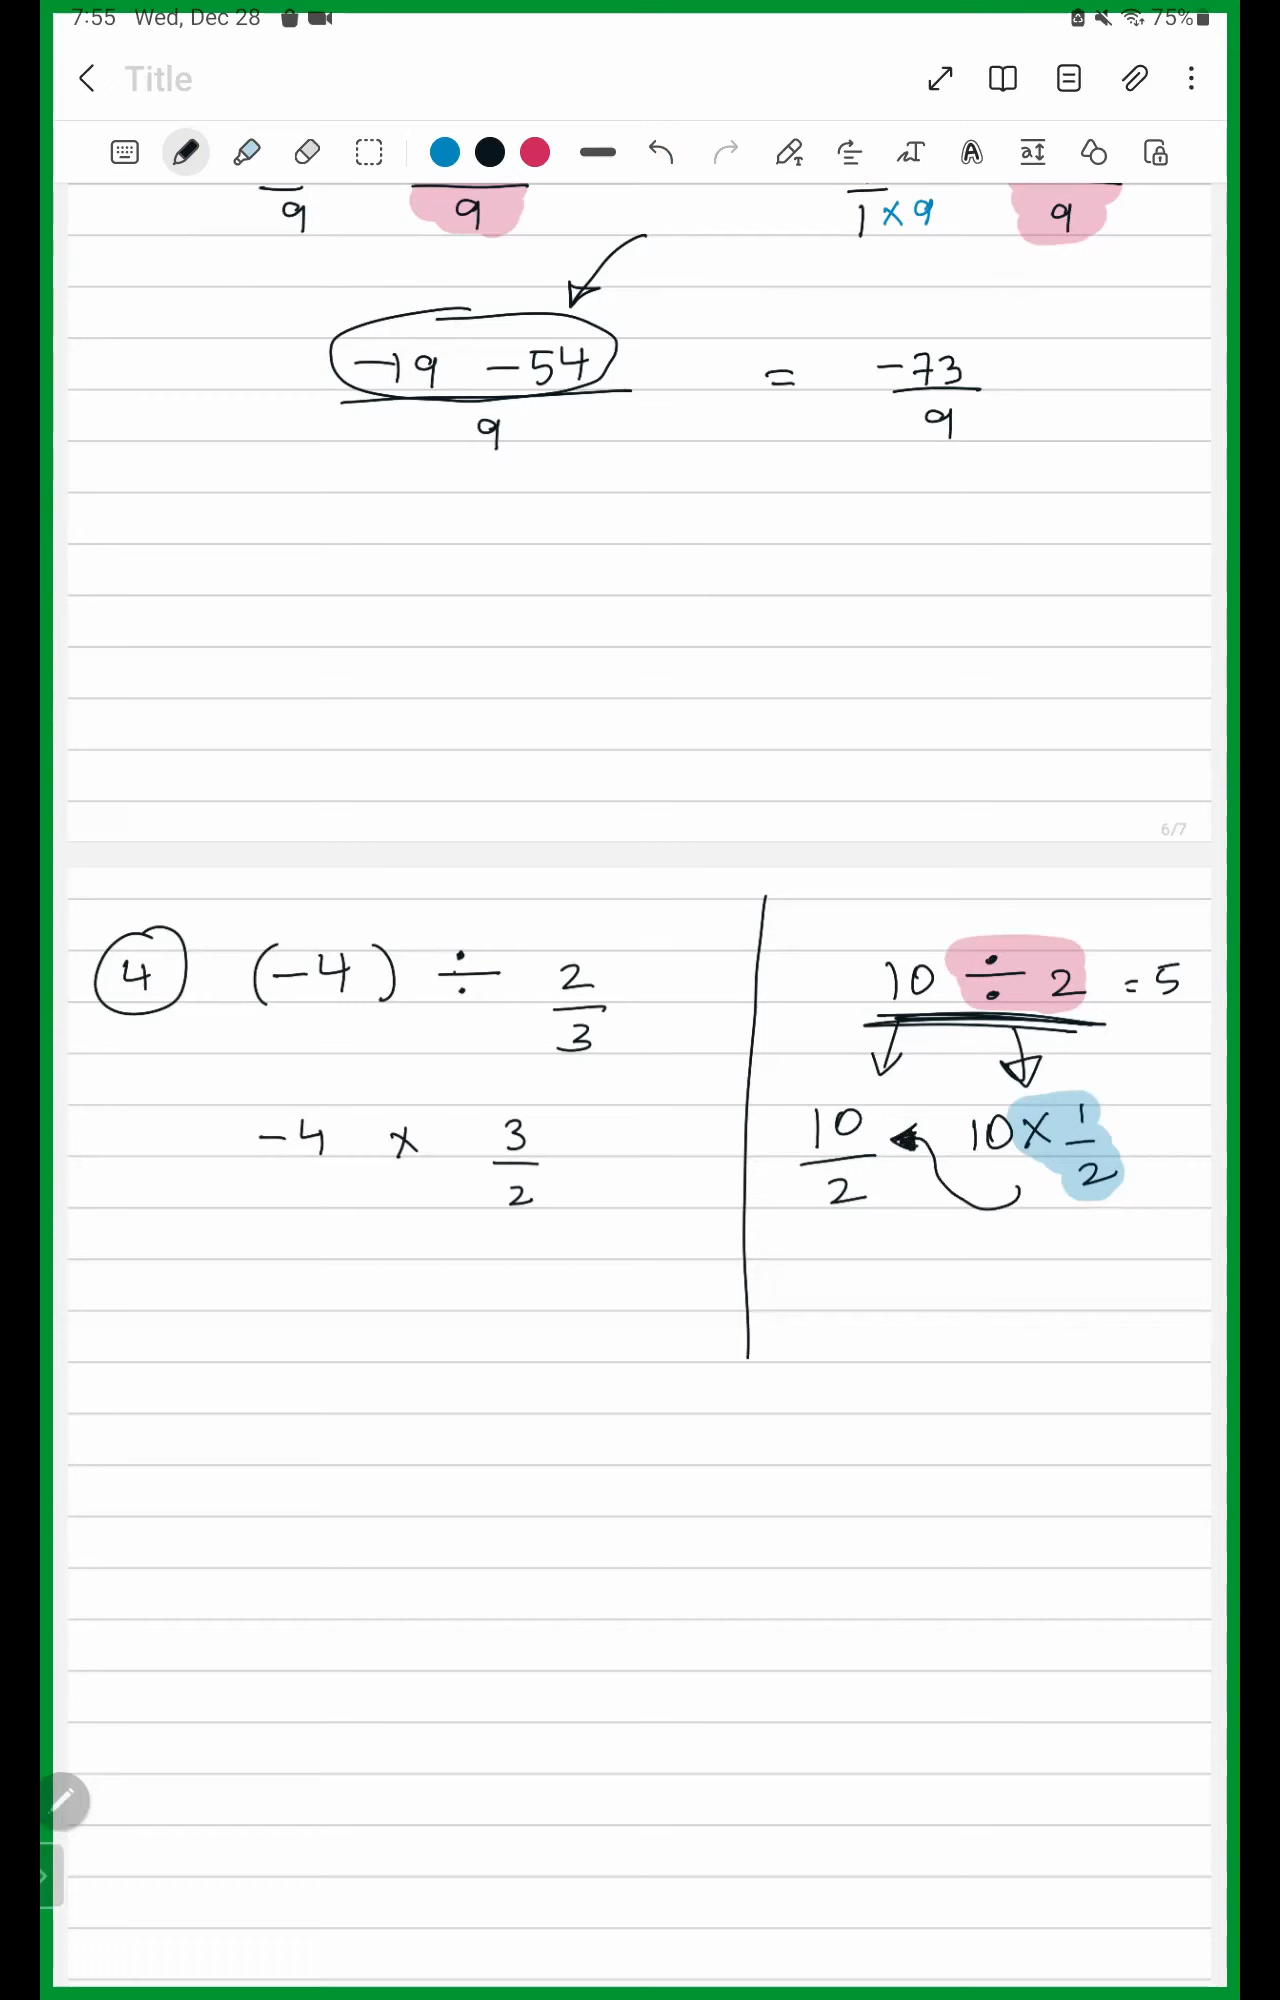 7:55 Wed, Dec 28 75%
Title
9 9 1 × 9 9
-19 -54 = -73
9 9
6/7
4 (-4) ÷ 2/3 10 ÷ 2 = 5
-4 × 3/2 10/2 10 × 1/2